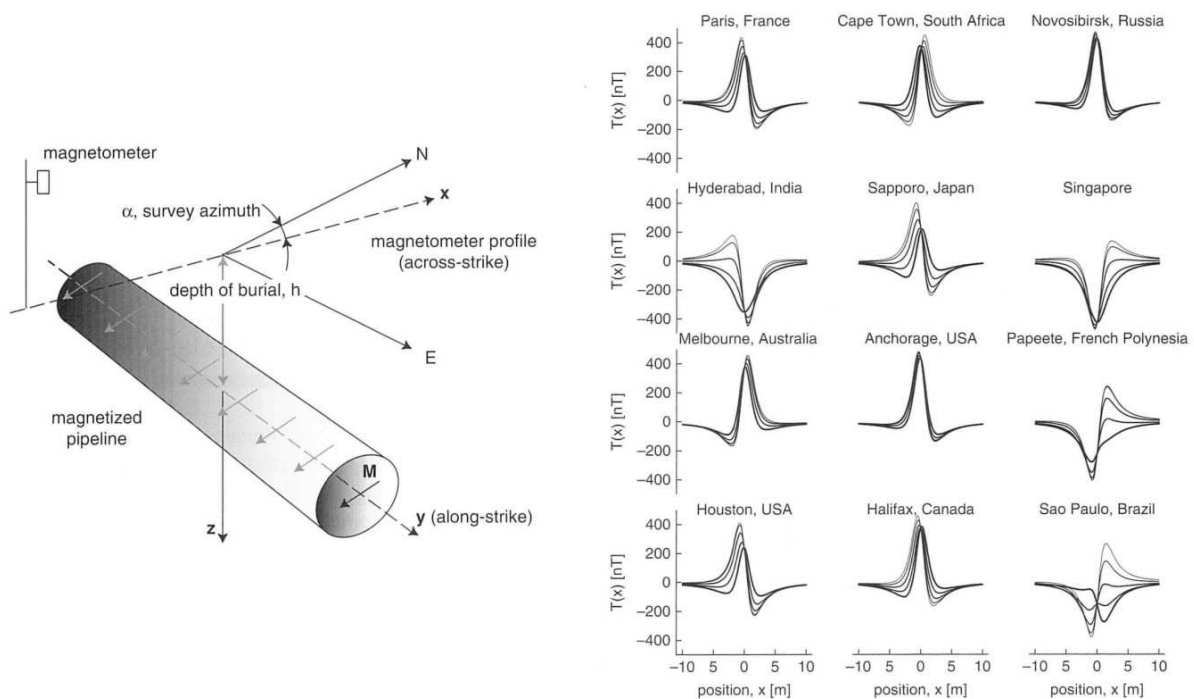 magnetometer
N
x
α, survey azimuth
magnetometer profile
(across-strike)
depth of burial, h
E
magnetized
pipeline
M
y (along-strike)
z
Paris, France
Cape Town, South Africa
Novosibirsk, Russia
T(x) [nT]
400
200
0
−200
−400
Hyderabad, India
Sapporo, Japan
Singapore
T(x) [nT]
400
200
0
−200
−400
Melbourne, Australia
Anchorage, USA
Papeete, French Polynesia
T(x) [nT]
400
200
0
−200
−400
Houston, USA
Halifax, Canada
Sao Paulo, Brazil
T(x) [nT]
400
200
0
−200
−400
−10 −5 0 5 10
−10 −5 0 5 10
−10 −5 0 5 10
position, x [m]
position, x [m]
position, x [m]